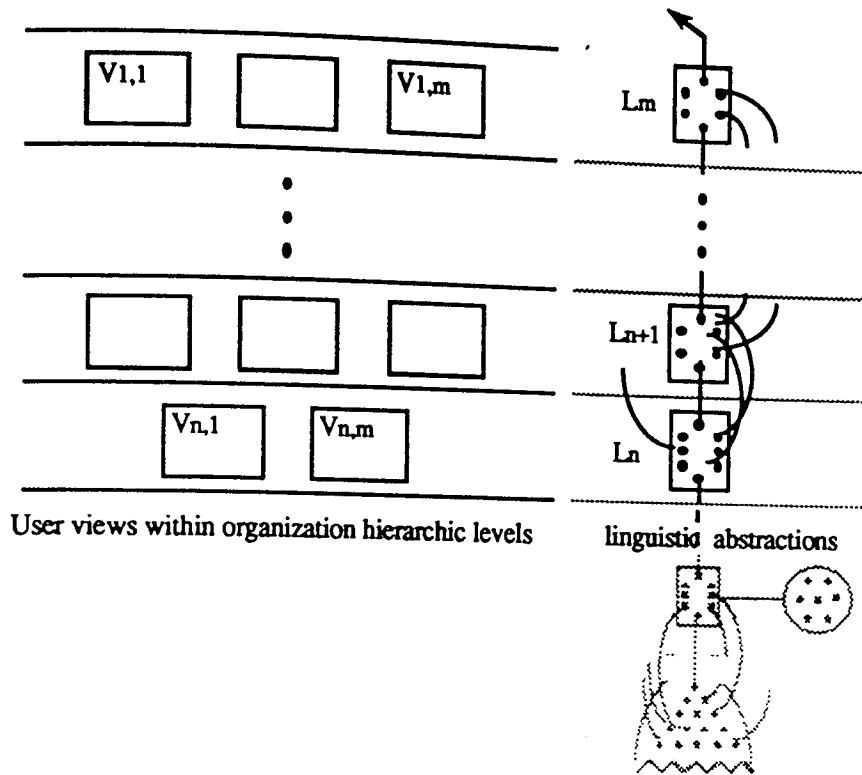 V1,1
V1,m
Lm
Ln+1
Vn,1
Vn,m
Ln
User views within organization hierarchic levels
linguistic abstractions